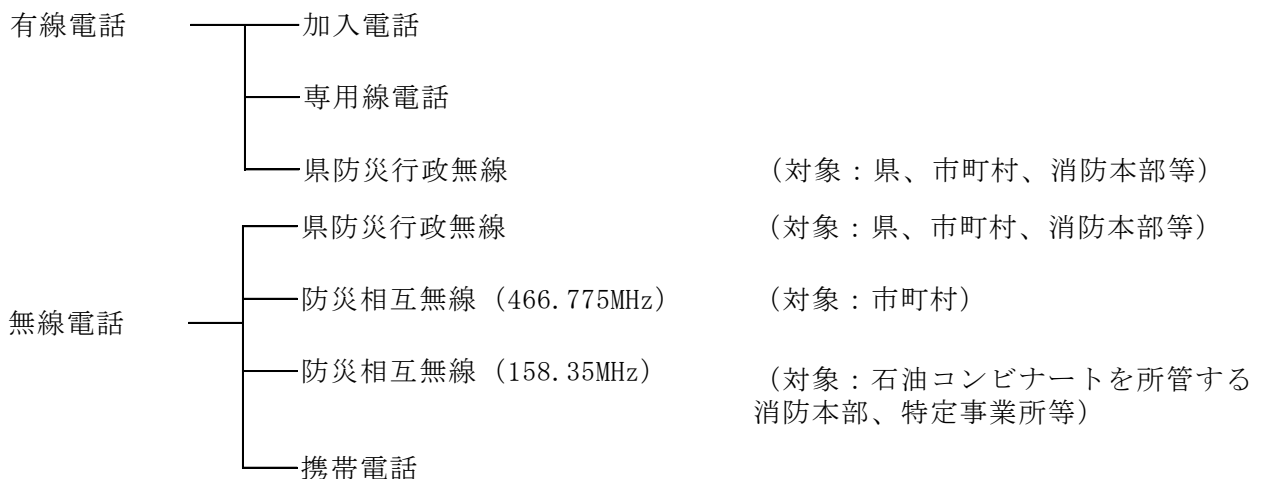 有線電話 加入電話
専用線電話
県防災行政無線 （対象：県、市町村、消防本部等）
県防災行政無線 （対象：県、市町村、消防本部等）
防災相互無線（466.775MHz） （対象：市町村）
無線電話
防災相互無線（158.35MHz） （対象：石油コンビナートを所管する
消防本部、特定事業所等）
携帯電話